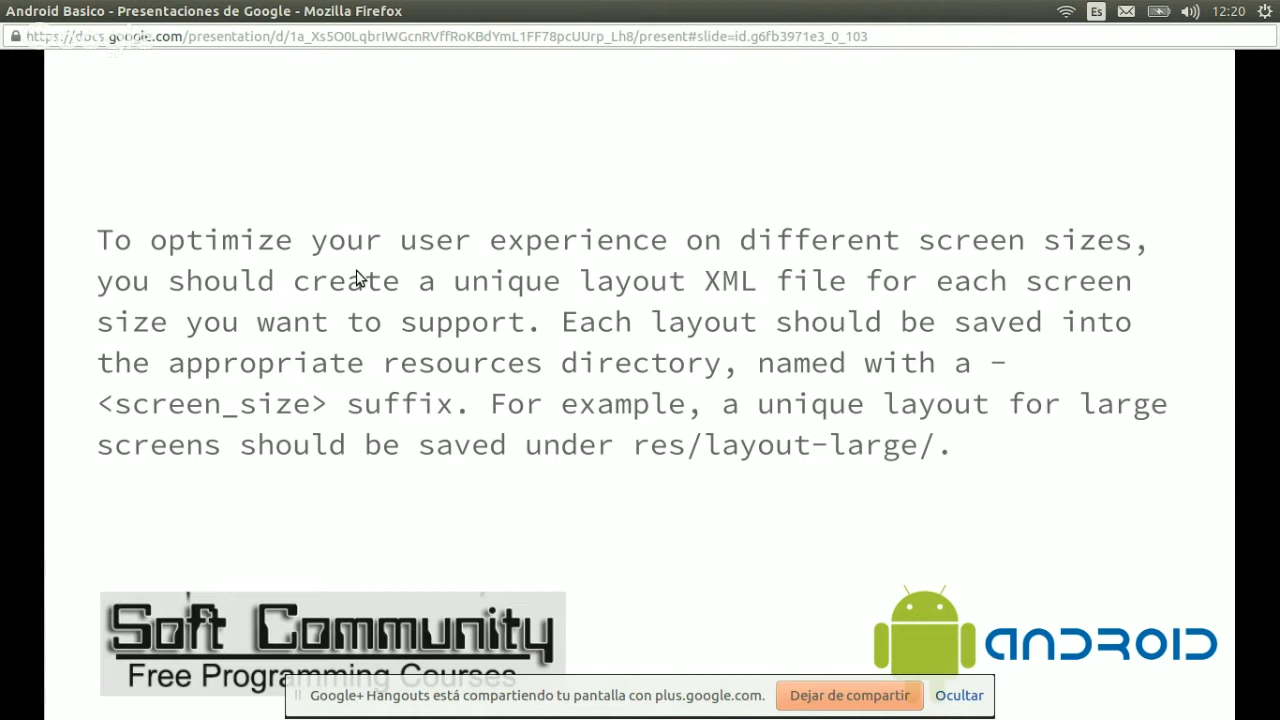 Android Basico - Presentaciones de Google - Mozilla Firefox
Es
12:20
https://docs.google.com/presentation/d/1a_Xs5O0LqbrIWGcnRVffRoKBdYmL1FF78pcUUrp_Lh8/present#slide=id.g6fb3971e3_0_103
To optimize your user experience on different screen sizes,
you should create a unique layout XML file for each screen
size you want to support. Each layout should be saved into
the appropriate resources directory, named with a -
<screen_size> suffix. For example, a unique layout for large
screens should be saved under res/layout-large/.
Soft Community
Free Programming Courses
ANDROID
Google+ Hangouts está compartiendo tu pantalla con plus.google.com.
Dejar de compartir
Ocultar